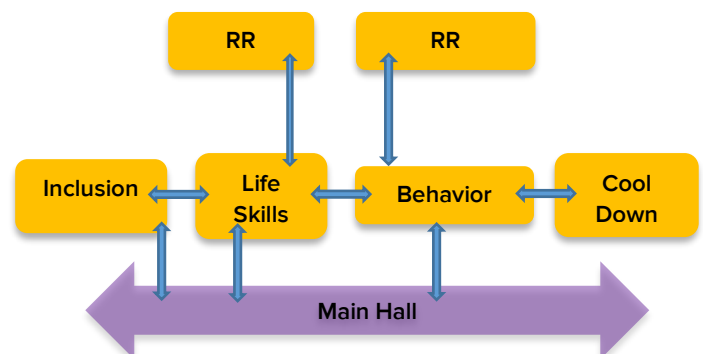 RR
RR
Inclusion
Life
Skills
Behavior
Cool
Down
Main Hall